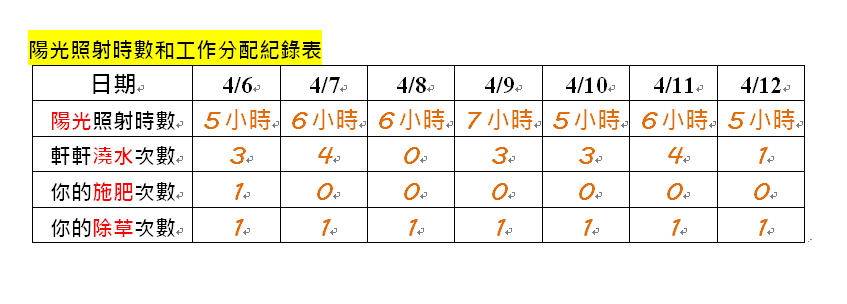 陽光照射時數和工作分配紀錄表
日期 4/6 4/7 4/8 4/9 4/10 4/11 4/12
陽光照射時數 5小時 6小時 6小時 7小時 5小時 6小時 5小時
軒軒澆水次數 3 4 0 3 3 4 1
你的施肥次數 1 0 0 0 0 0 0
你的除草次數 1 1 1 1 1 1 1